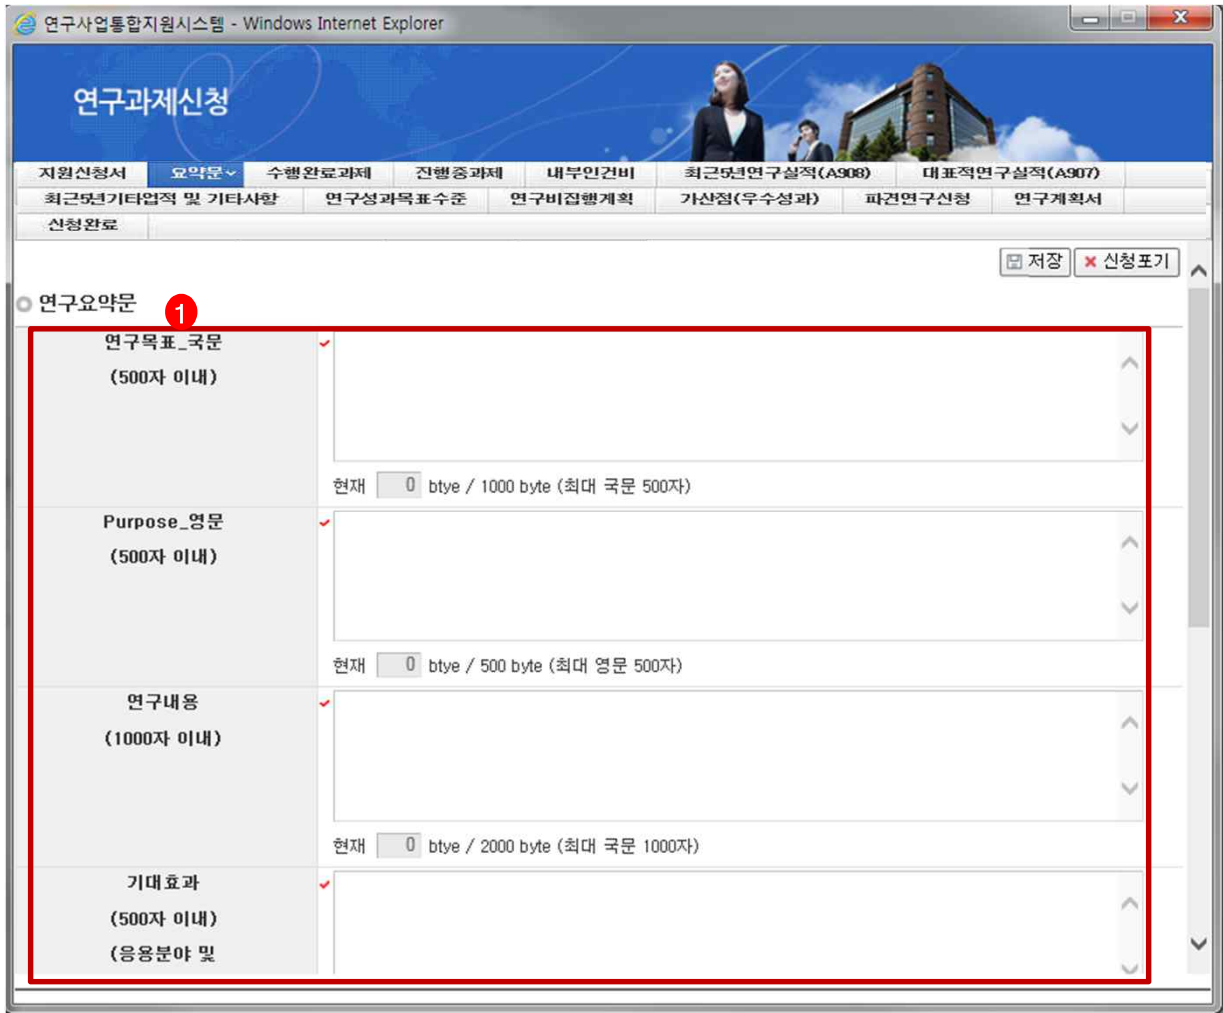 연구사업통합지원시스템 - Windows Internet Explorer
연구과제신청
지원신청서 요약문 수행완료과제 진행중과제 내부인건비 최근5년연구실적(A908) 대표적연구실적(A907)
최근5년기타업적 및 기타사항 연구성과목표수준 연구비집행계획 가산점(우수성과) 파견연구신청 연구계획서
신청완료
저장 신청포기
연구요약문
1
연구목표_국문
(500자 이내)
현재 0 btye / 1000 byte (최대 국문 500자)
Purpose_영문
(500자 이내)
현재 0 btye / 500 byte (최대 영문 500자)
연구내용
(1000자 이내)
현재 0 btye / 2000 byte (최대 국문 1000자)
기대효과
(500자 이내)
(응용분야 및